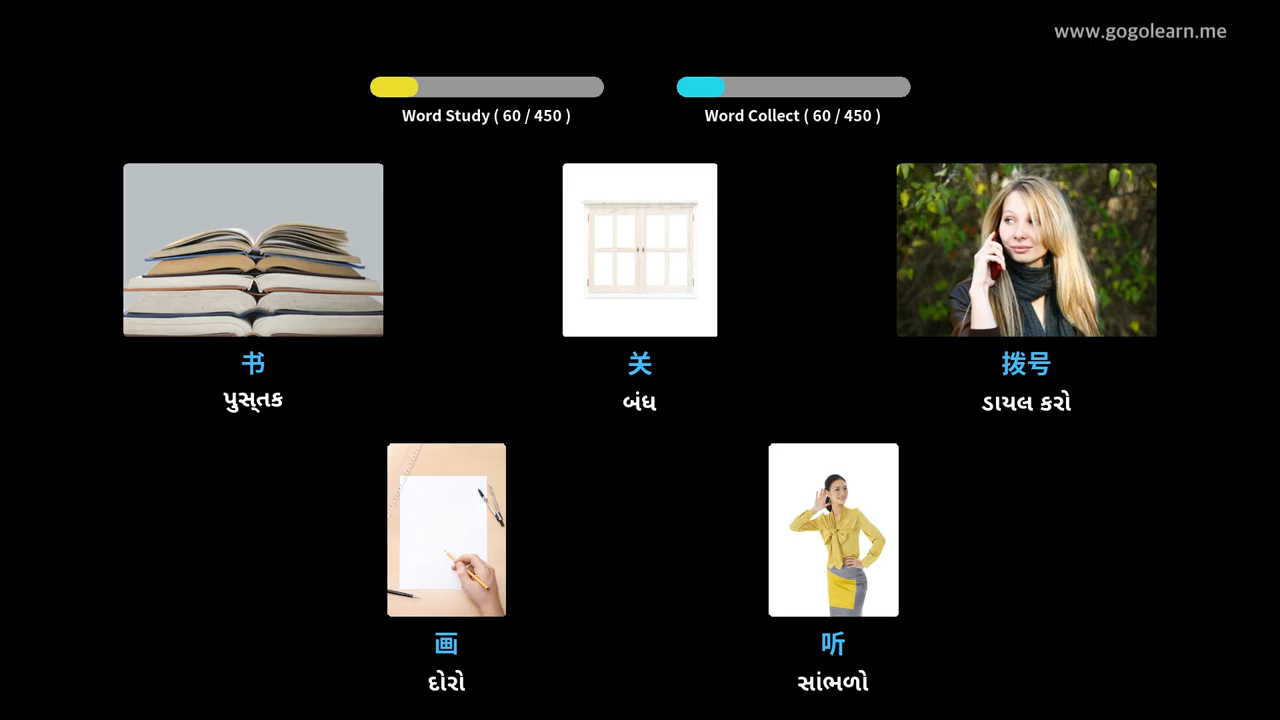 www.gogolearn.me
Word Study ( 60 / 450 )
Word Collect ( 60 / 450 )
书
પુસ્તક
关
બંધ
拨号
ડાયલ કરો
画
દોરો
听
સાંભળો